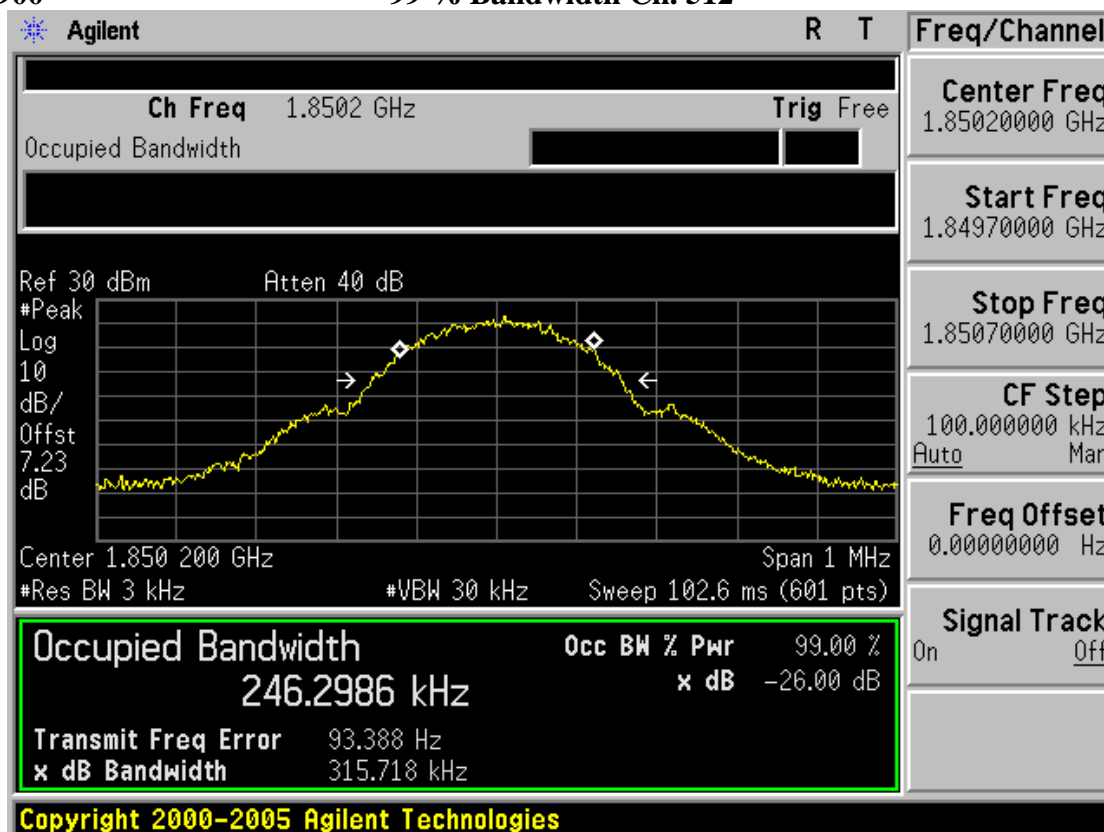 99 % Bandwidth Ch. 512
Agilent R T
Freq/Channel
Ch Freq 1.8502 GHz Trig Free
Occupied Bandwidth
Center Freq
1.85020000 GHz
Start Freq
1.84970000 GHz
Stop Freq
1.85070000 GHz
CF Step
100.000000 kHz
Auto Man
Freq Offset
0.00000000 Hz
Signal Track
On Off
Ref 30 dBm Atten 40 dB
#Peak
Log
10
dB/
Offst
7.23
dB
Center 1.850 200 GHz Span 1 MHz
#Res BW 3 kHz #VBW 30 kHz Sweep 102.6 ms (601 pts)
Occupied Bandwidth
246.2986 kHz
Occ BW % Pwr 99.00 %
x dB -26.00 dB
Transmit Freq Error 93.388 Hz
x dB Bandwidth 315.718 kHz
Copyright 2000-2005 Agilent Technologies